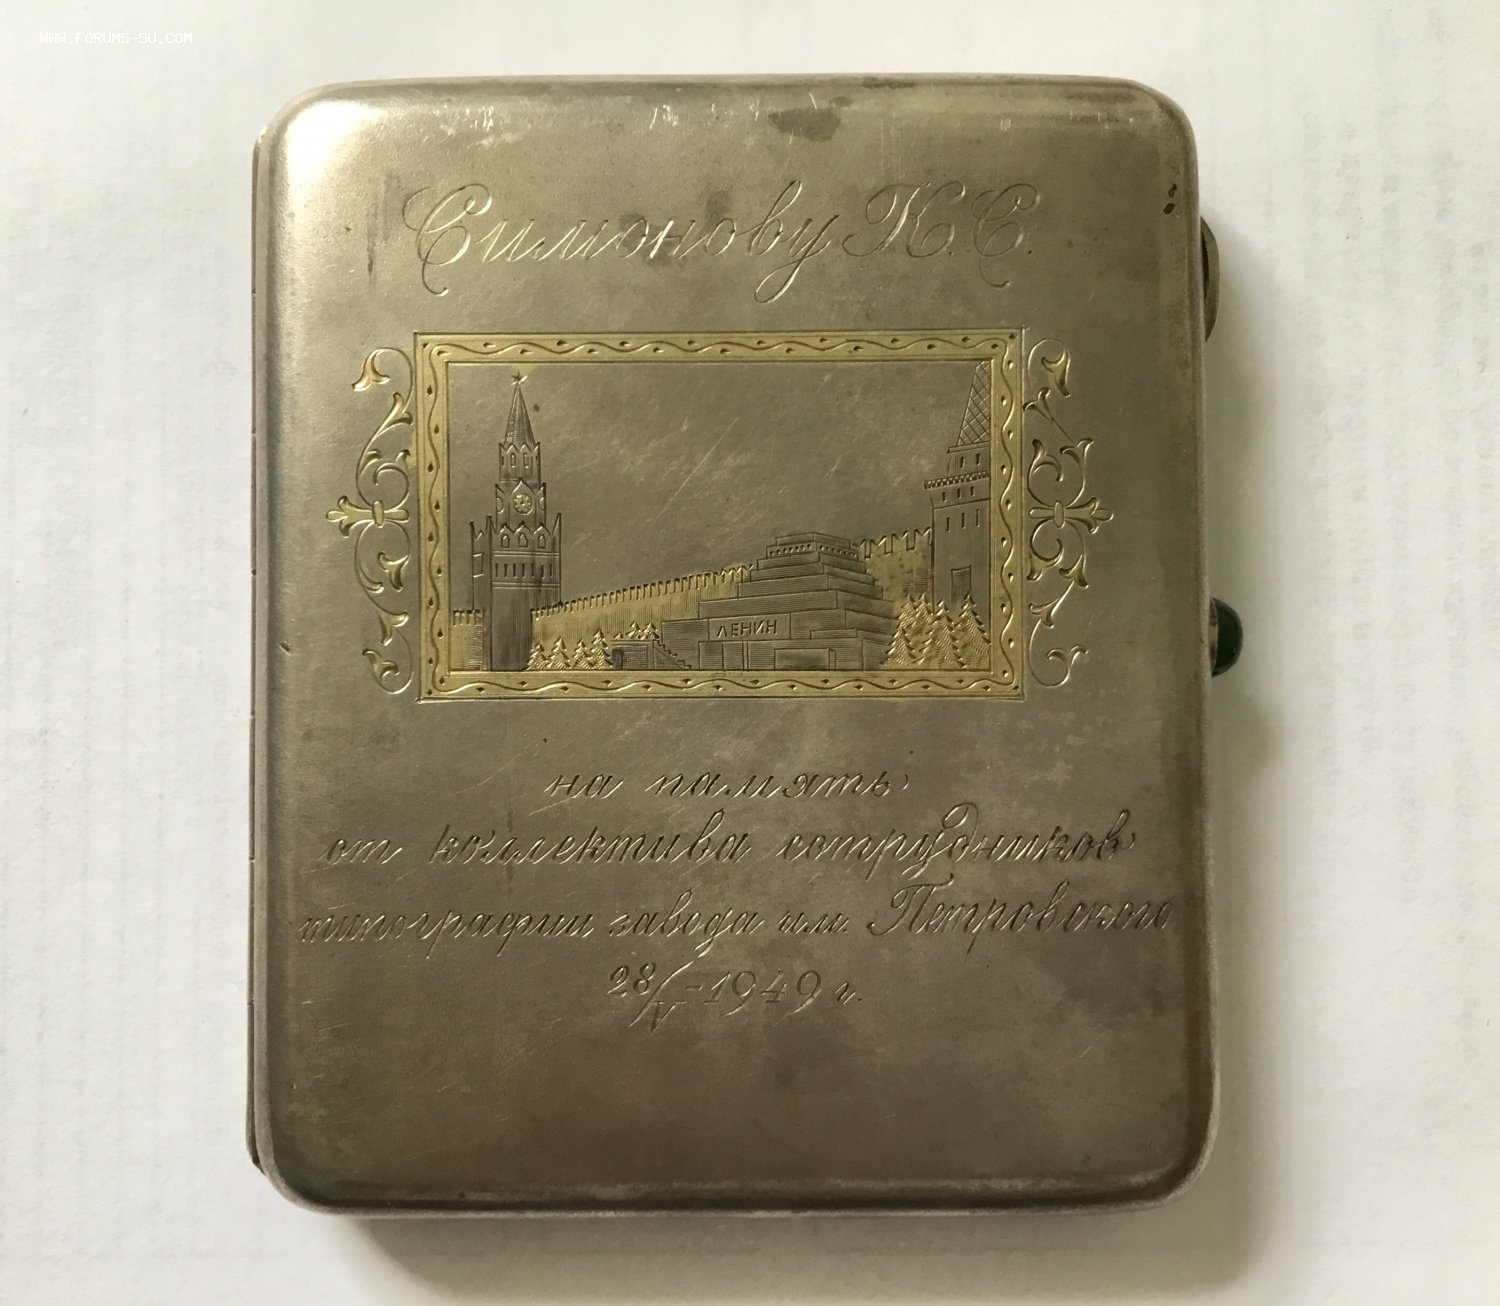 WWW.FORUMS-SU.COM
Симонову К.С.
ЛЕНИН
на память
от коллектива сотрудников
типографии завода им. Петровского
28/V-1949 г.